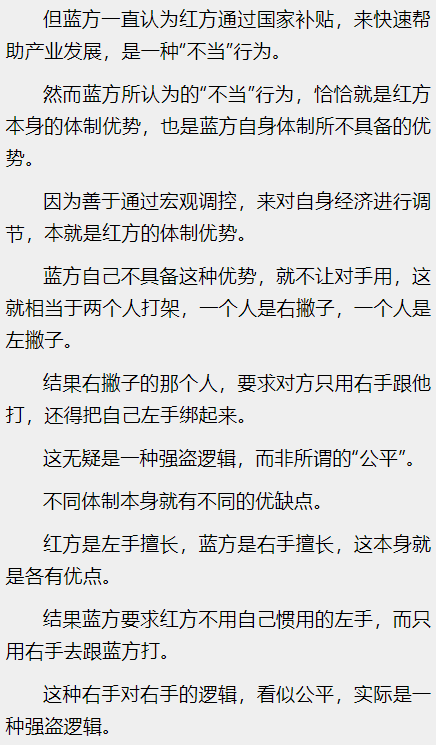 但蓝方一直认为红方通过国家补贴，来快速帮
助产业发展，是一种“不当”行为。
然而蓝方所认为的“不当”行为，恰恰就是红方
本身的体制优势，也是蓝方自身体制所不具备的优
势。
因为善于通过宏观调控，来对自身经济进行调
节，本就是红方的体制优势。
蓝方自己不具备这种优势，就不让对手用，这
就相当于两个人打架，一个人是右撇子，一个人是
左撇子。
结果右撇子的那个人，要求对方只用右手跟他
打，还得把自己左手绑起来。
这无疑是一种强盗逻辑，而非所谓的“公平”。
不同体制本身就有不同的优缺点。
红方是左手擅长，蓝方是右手擅长，这本身就
是各有优点。
结果蓝方要求红方不用自己惯用的左手，而只
用右手去跟蓝方打。
这种右手对右手的逻辑，看似公平，实际是一
种强盗逻辑。